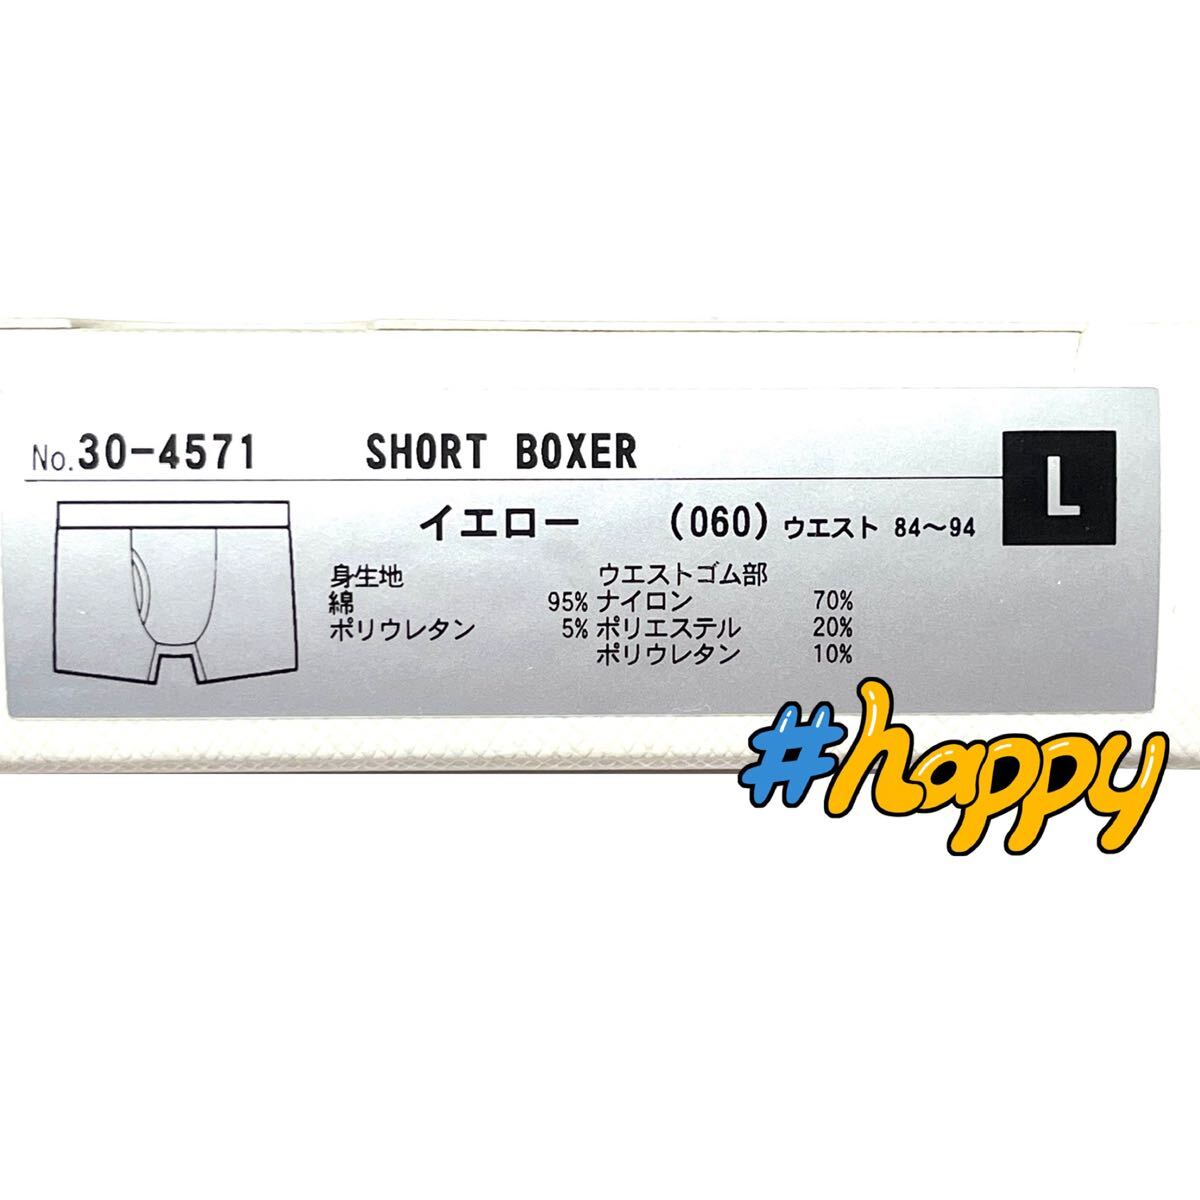 No.30-4571 SHORT BOXER L
イエロー (060) ウエスト 84〜94
身生地 ウエストゴム部
綿 95% ナイロン 70%
ポリウレタン 5% ポリエステル 20%
ポリウレタン 10%
#happy